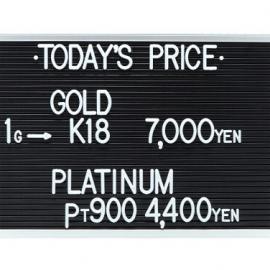 ·TODAY'S PRICE·
GOLD
1G→ K18 7,000YEN
PLATINUM
PT900 4,400YEN